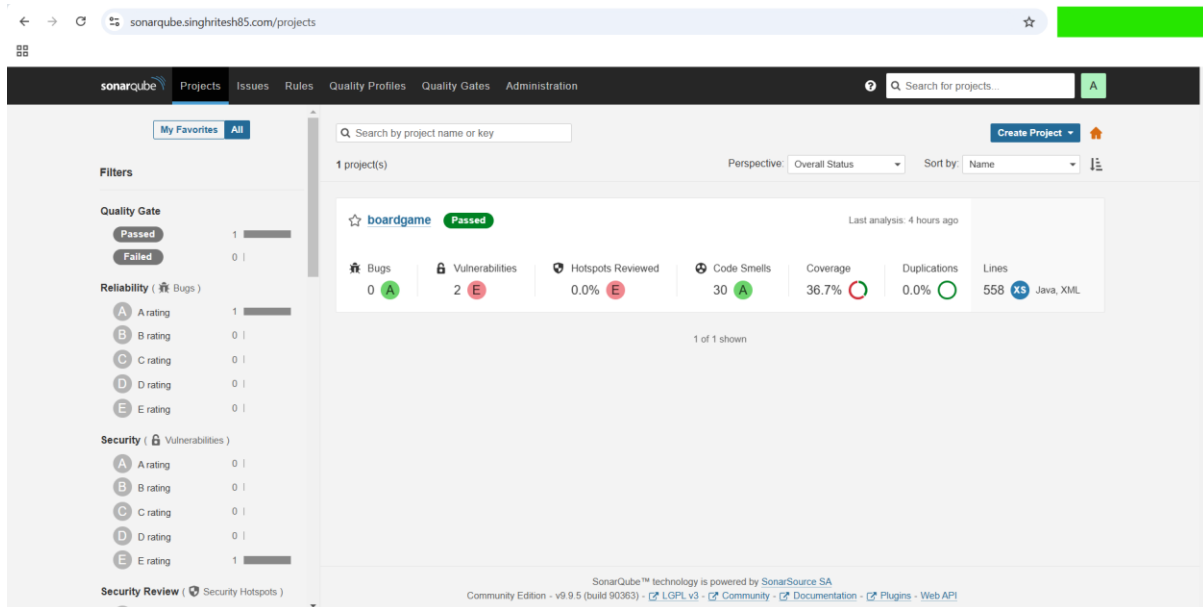 sonarqube.singhritesh85.com/projects
sonarqube Projects Issues Rules Quality Profiles Quality Gates Administration ? Search for projects... A
My Favorites All
Filters
Quality Gate
Passed 1
Failed 0
Reliability ( Bugs )
A A rating 1
B B rating 0
C C rating 0
D D rating 0
E E rating 0
Security ( Vulnerabilities )
A A rating 0
B B rating 0
C C rating 0
D D rating 0
E E rating 1
Security Review ( Security Hotspots )
Search by project name or key Create Project
1 project(s) Perspective: Overall Status Sort by: Name
boardgame Passed Last analysis: 4 hours ago
Bugs Vulnerabilities Hotspots Reviewed Code Smells Coverage Duplications Lines
0 A 2 E 0.0% E 30 A 36.7% 0.0% 558 XS Java, XML
1 of 1 shown
SonarQube™ technology is powered by SonarSource SA
Community Edition - v9.9.5 (build 90363) - LGPL v3 - Community - Documentation - Plugins - Web API